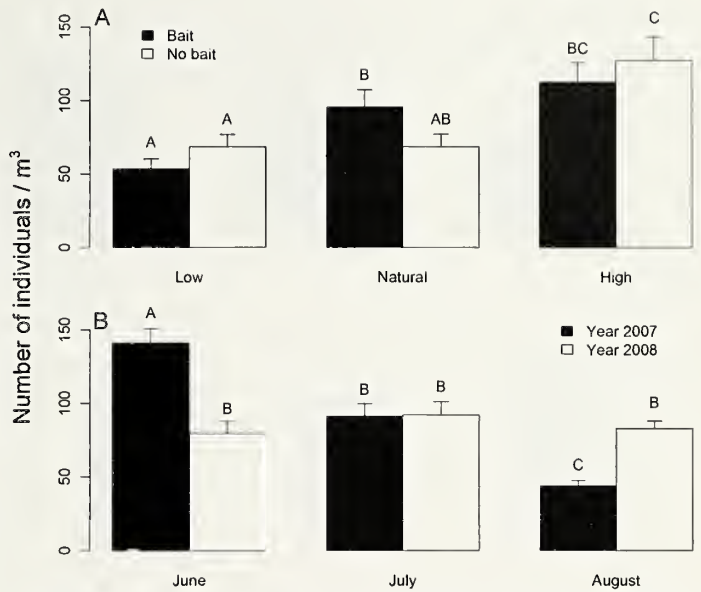 Number of individuals / m³
A
150
100
50
0
Bait
No bait
A
A
B
AB
BC
C
Low
Natural
High
B
150
100
50
0
Year 2007
Year 2008
A
B
B
B
C
B
June
July
August